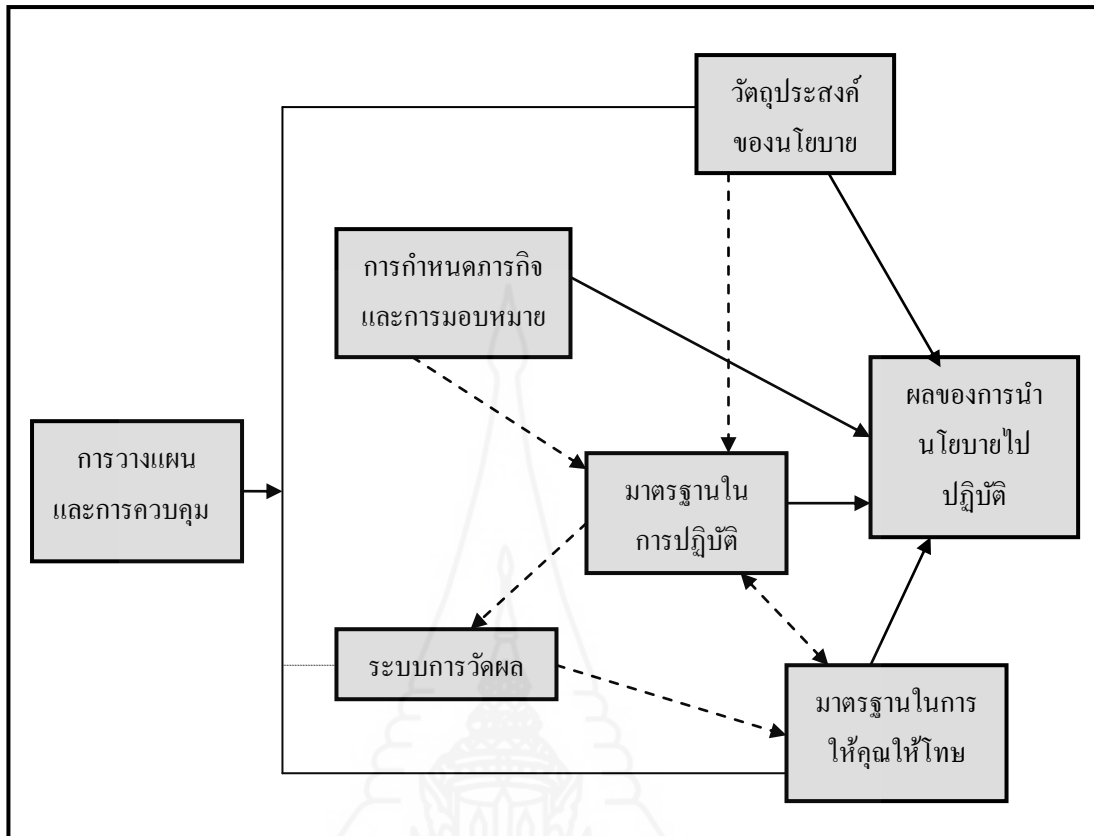 วัตถุประสงค์
ของนโยบาย
การกำหนดภารกิจ
และการมอบหมาย
ผลของการนำ
นโยบายไป
ปฏิบัติ
การวางแผน
และการควบคุม
มาตรฐานใน
การปฏิบัติ
ระบบการวัดผล
มาตรฐานในการ
ให้คุณให้โทษ